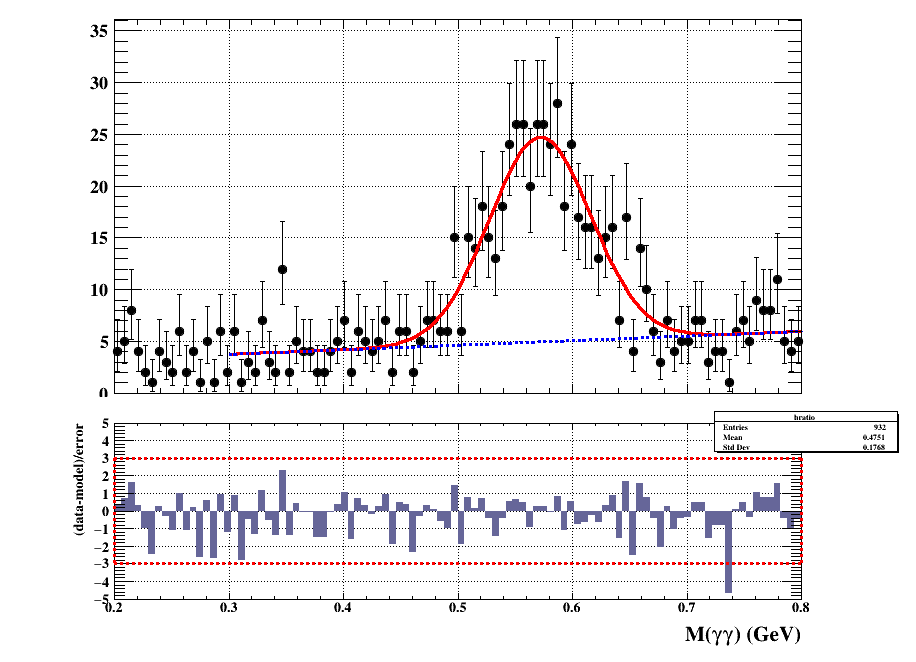 35
30
25
20
15
10
5
0
hratio
Entries 932
Mean 0.4751
Std Dev 0.1768
(data-model)/error
5
4
3
2
1
0
−1
−2
−3
−4
−5
0.2 0.3 0.4 0.5 0.6 0.7 0.8
M(γγ) (GeV)